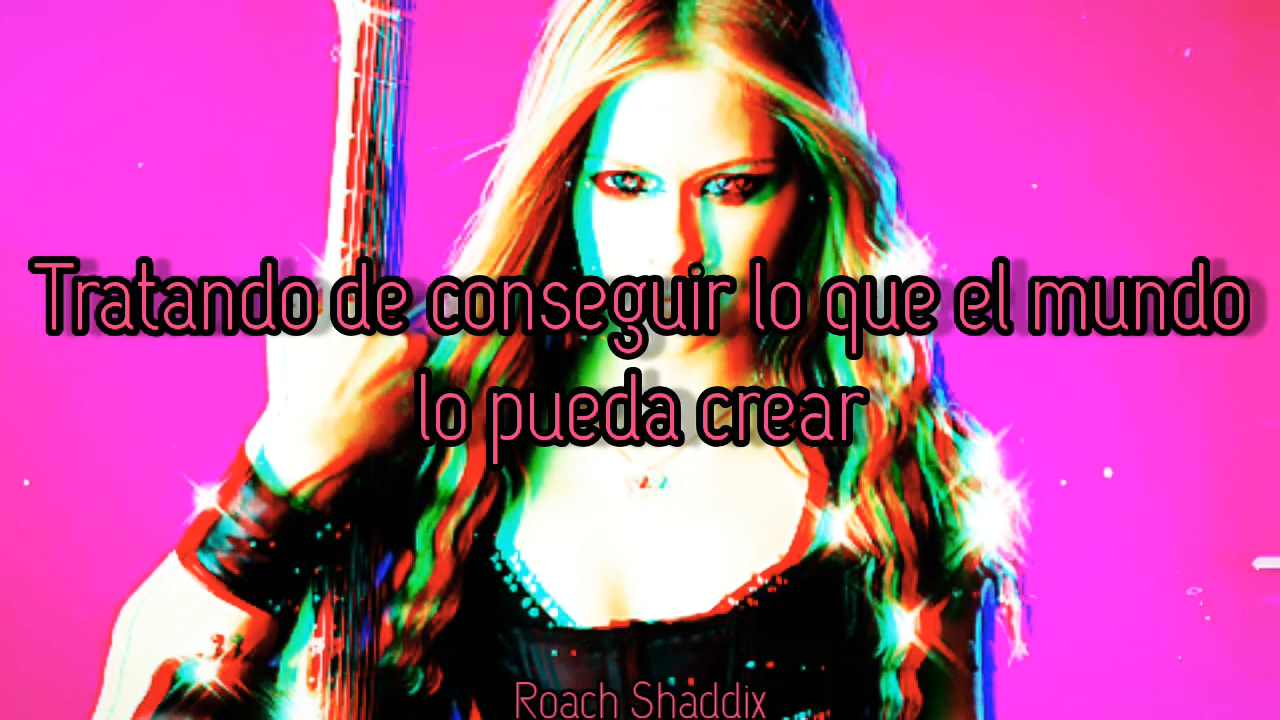 Tratando de conseguir lo que el mundo
lo pueda crear
Roach Shaddix